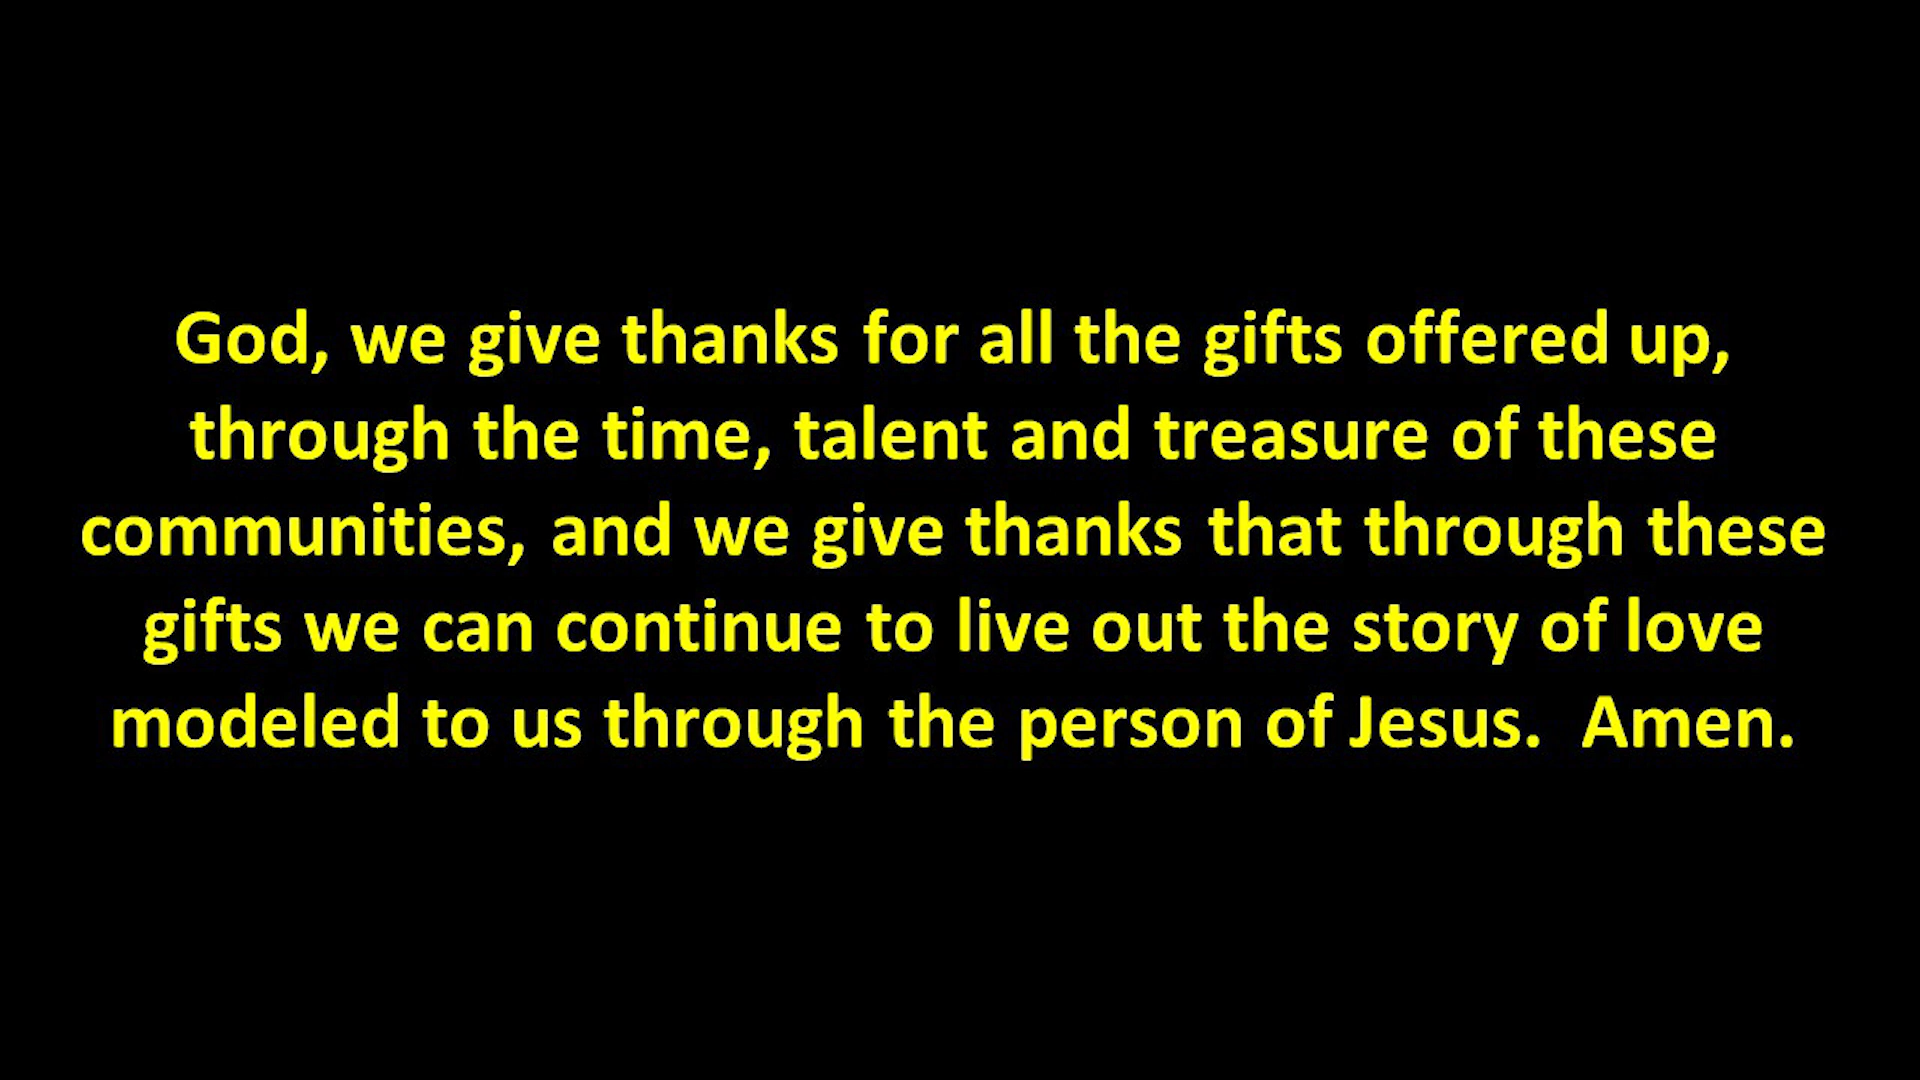 God, we give thanks for all the gifts offered up,
through the time, talent and treasure of these
communities, and we give thanks that through these
gifts we can continue to live out the story of love
modeled to us through the person of Jesus.  Amen.